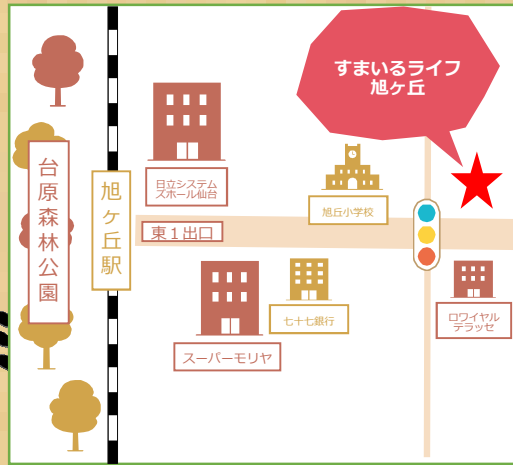 すまいるライフ
旭ヶ丘
台原森林公園
旭ヶ丘駅
日立システム
ズホール仙台
旭丘小学校
東1出口
スーパーモリヤ
七十七銀行
ロワイヤル
テラッセ